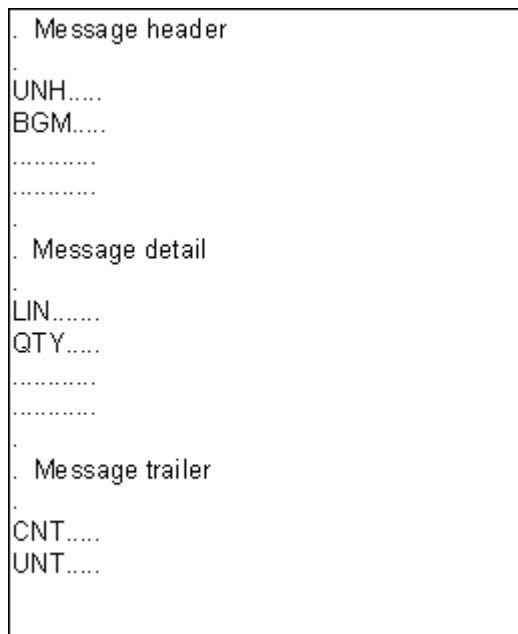 . Message header
.
UNH.....
BGM.....
...........
...........
.
. Message detail
.
LIN.......
QTY.....
...........
...........
.
. Message trailer
.
CNT.....
UNT.....